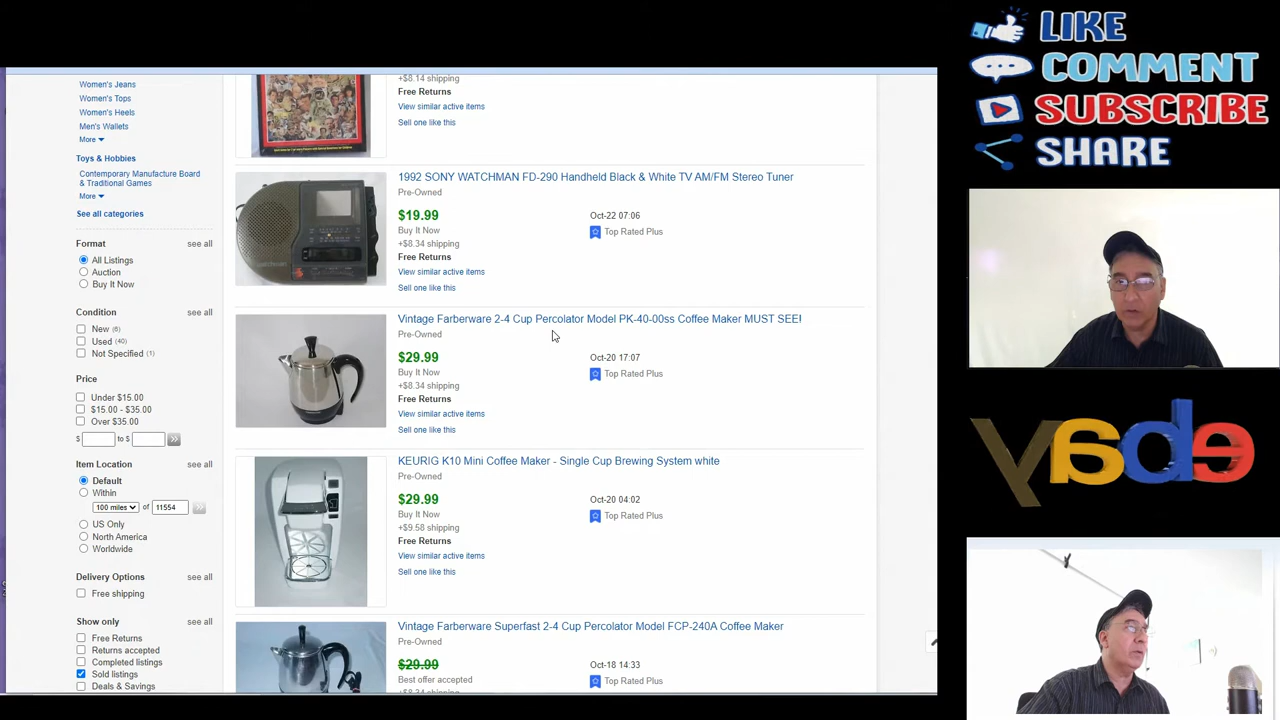 Women's Jeans
Women's Tops
Women's Heels
Men's Wallets
More
Toys & Hobbies
Contemporary Manufacture Board
& Traditional Games
More
See all categories
Format see all
All Listings
Auction
Buy It Now
Condition see all
New (6)
Used (40)
Not Specified (1)
Price
Under $15.00
$15.00 - $35.00
Over $35.00
$ to $
Item Location see all
Default
Within
100 miles of 11554
US Only
North America
Worldwide
Delivery Options see all
Free shipping
Show only see all
Free Returns
Returns accepted
Completed listings
Sold listings
Deals & Savings
+$8.14 shipping
Free Returns
View similar active items
Sell one like this
1992 SONY WATCHMAN FD-290 Handheld Black & White TV AM/FM Stereo Tuner
Pre-Owned
$19.99 Oct-22 07:06
Buy It Now Top Rated Plus
+$8.34 shipping
Free Returns
View similar active items
Sell one like this
Vintage Farberware 2-4 Cup Percolator Model PK-40-00ss Coffee Maker MUST SEE!
Pre-Owned
$29.99 Oct-20 17:07
Buy It Now Top Rated Plus
+$8.34 shipping
Free Returns
View similar active items
Sell one like this
KEURIG K10 Mini Coffee Maker - Single Cup Brewing System white
Pre-Owned
$29.99 Oct-20 04:02
Buy It Now Top Rated Plus
+$9.58 shipping
Free Returns
View similar active items
Sell one like this
Vintage Farberware Superfast 2-4 Cup Percolator Model FCP-240A Coffee Maker
Pre-Owned
$29.99 Oct-18 14:33
Best offer accepted Top Rated Plus
+$8.34 shipping
LIKE
COMMENT
SUBSCRIBE
SHARE
ebay